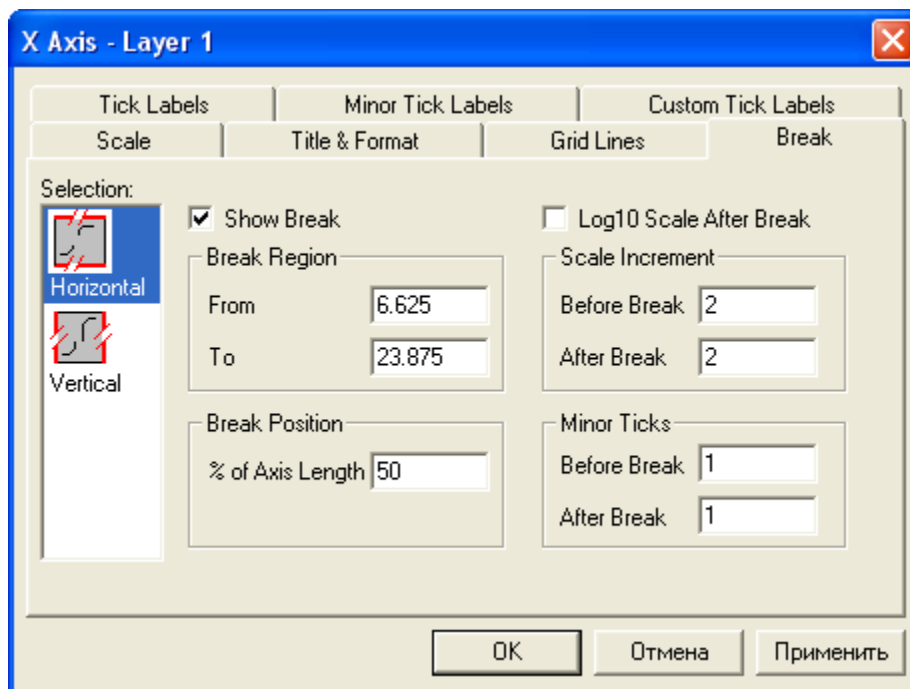 X Axis - Layer 1
Tick Labels Minor Tick Labels Custom Tick Labels
Scale Title & Format Grid Lines Break
Selection:
Horizontal
Vertical
Show Break
Log10 Scale After Break
Break Region
From 6.625
To 23.875
Scale Increment
Before Break 2
After Break 2
Break Position
% of Axis Length 50
Minor Ticks
Before Break 1
After Break 1
OK Отмена Применить